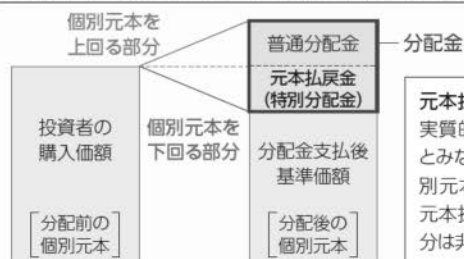 個別元本を
上回る部分
普通分配金
分配金
元本払戻金
(特別分配金)
投資者の
購入価額
個別元本を
下回る部分
分配金支払後
基準価額
[分配前の
個別元本]
[分配後の
個別元本]
元本払
実質的
とみな
別元本
元本払
分は非